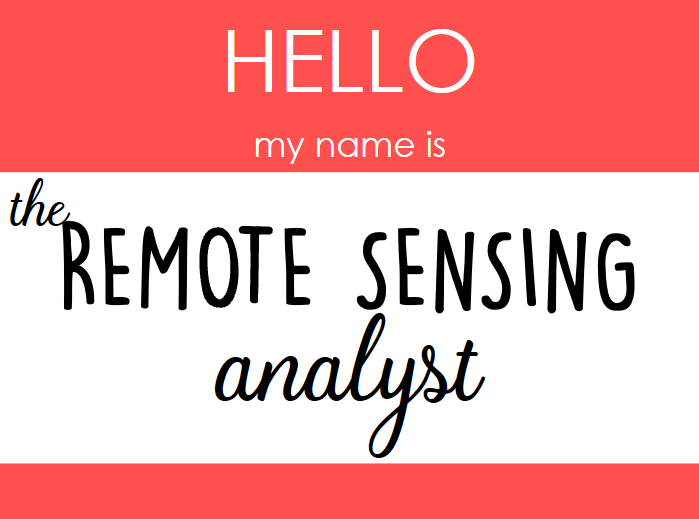 HELLO
my name is
the
REMOTE SENSING
analyst